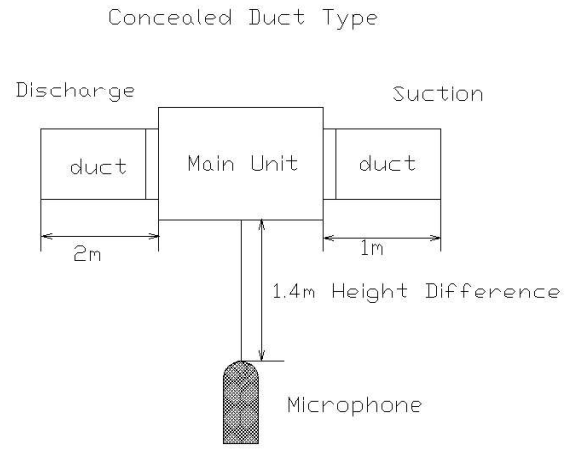 Concealed Duct Type
Discharge
Suction
duct
Main Unit
duct
2m
1m
1.4m Height Difference
Microphone